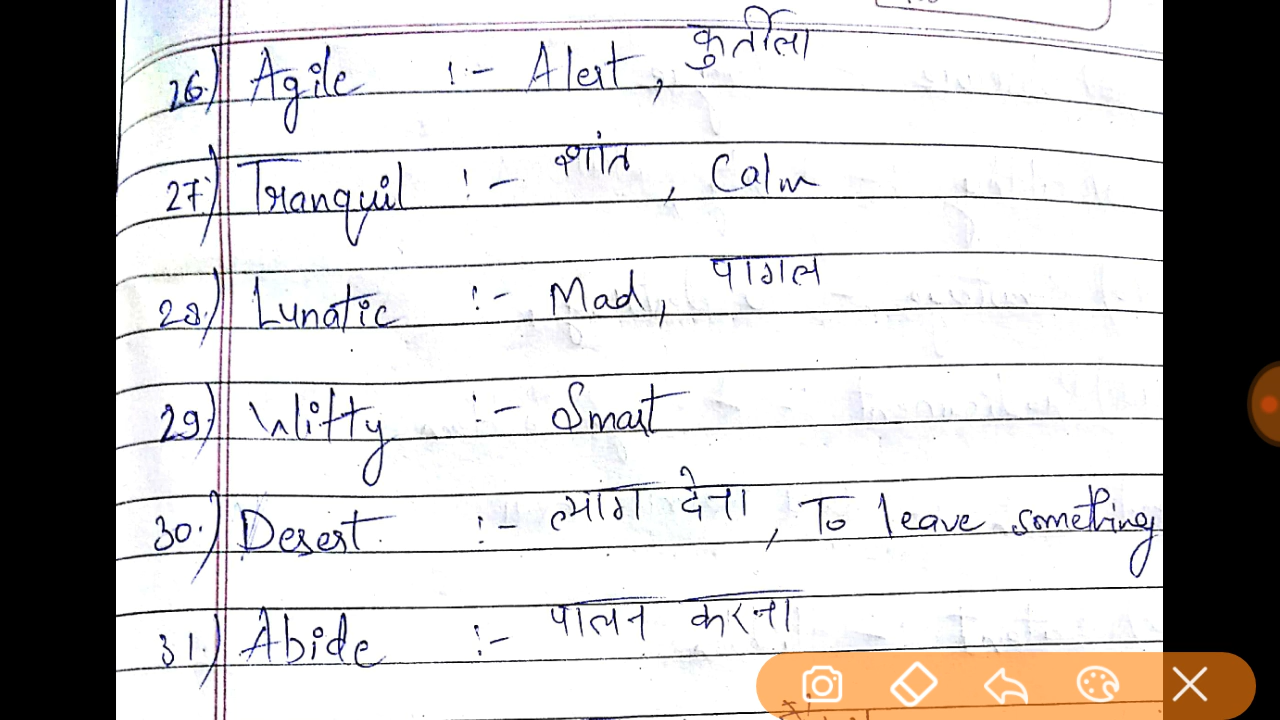 26.) Agile :- Alert, फुर्तीला
27.) Tranquil :- शांत, Calm
28.) Lunatic :- Mad, पागल
29.) Witty :- Smart
30.) Desert :- त्याग देना, To leave something
31.) Abide :- पालन करना